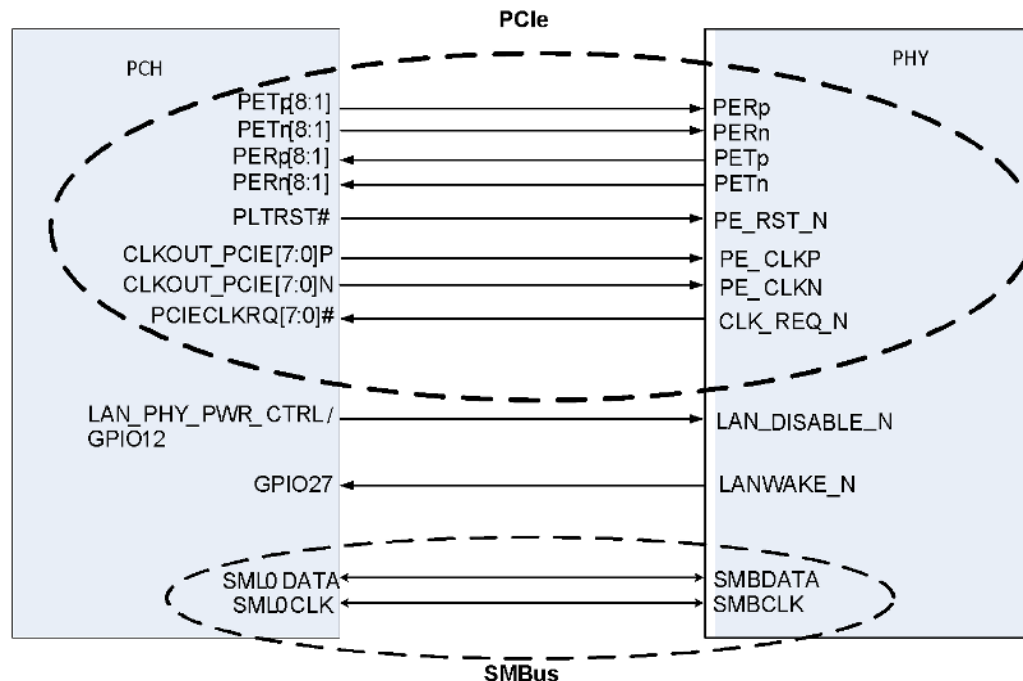 PCIe
PCH PHY
PETp[8:1] PERp
PETn[8:1] PERn
PERp[8:1] PETp
PERn[8:1] PETn
PLTRST# PE_RST_N
CLKOUT_PCIE[7:0]P PE_CLKP
CLKOUT_PCIE[7:0]N PE_CLKN
PCIECLKRQ[7:0]# CLK_REQ_N
LAN_PHY_PWR_CTRL/ LAN_DISABLE_N
GPIO12
GPIO27 LANWAKE_N
SML0DATA SMBDATA
SML0CLK SMBCLK
SMBus